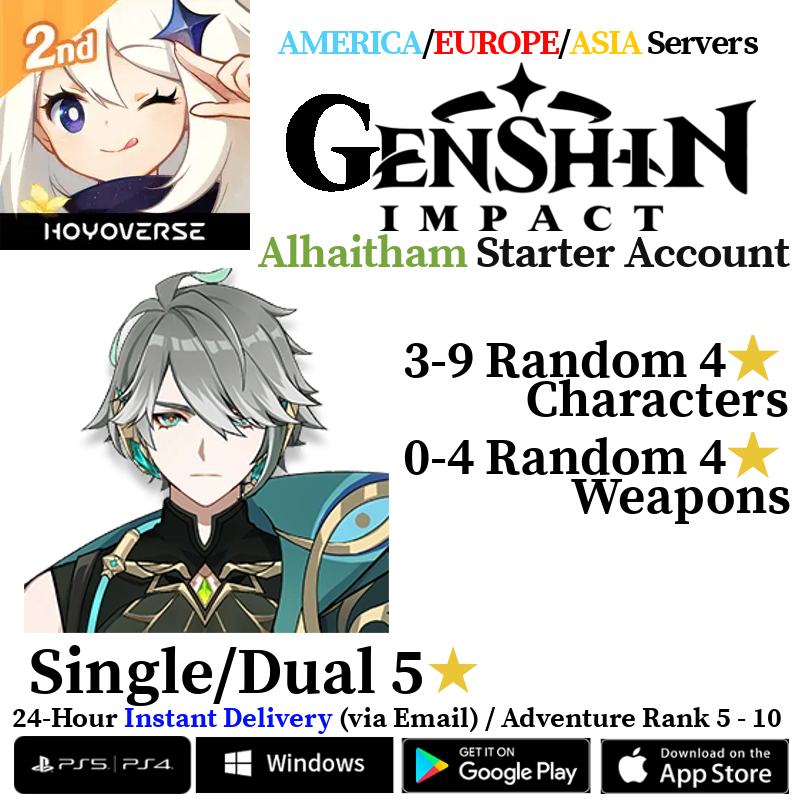 2nd
HOYOVERSE
AMERICA/EUROPE/ASIA Servers
GENSHIN
IMPACT
Alhaitham Starter Account
3-9 Random 4★
Characters
0-4 Random 4★
Weapons
Single/Dual 5★
24-Hour Instant Delivery (via Email) / Adventure Rank 5 - 10
PS5 | PS4
Windows
GET IT ON
Google Play
Download on the
App Store